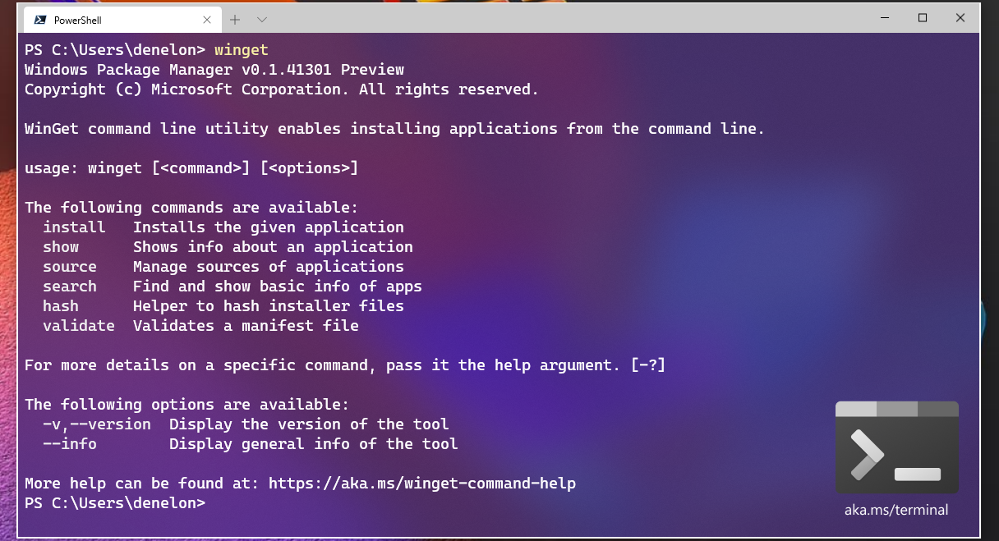 PowerShell
PS C:\Users\denelon> winget
Windows Package Manager v0.1.41301 Preview
Copyright (c) Microsoft Corporation. All rights reserved.
WinGet command line utility enables installing applications from the command line.
usage: winget [<command>] [<options>]
The following commands are available:
install Installs the given application
show Shows info about an application
source Manage sources of applications
search Find and show basic info of apps
hash Helper to hash installer files
validate Validates a manifest file
For more details on a specific command, pass it the help argument. [-?]
The following options are available:
-v,--version Display the version of the tool
--info Display general info of the tool
More help can be found at: https://aka.ms/winget-command-help
PS C:\Users\denelon>
aka.ms/terminal